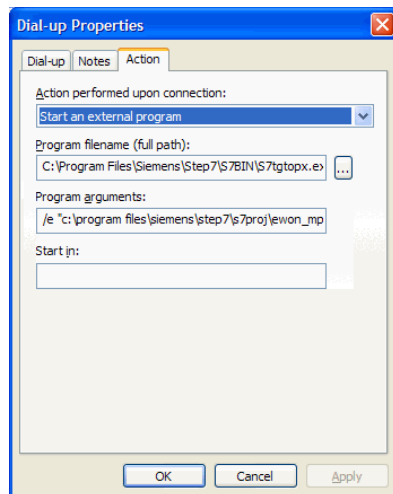 Dial-up Properties
Dial-up Notes Action
Action performed upon connection:
Start an external program
Program filename (full path):
C:\Program Files\Siemens\Step7\S7BIN\S7tgtopx.ex
...
Program arguments:
/e "c:\program files\siemens\step7\s7proj\ewon_mp
Start in:
OK Cancel Apply